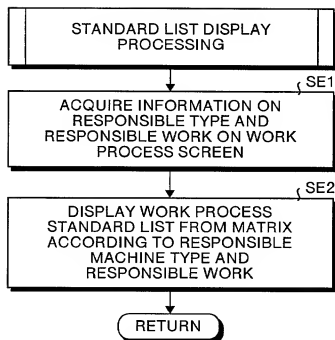 STANDARD LIST DISPLAY
PROCESSING
SE1
ACQUIRE INFORMATION ON
RESPONSIBLE TYPE AND
RESPONSIBLE WORK ON WORK
PROCESS SCREEN
SE2
DISPLAY WORK PROCESS
STANDARD LIST FROM MATRIX
ACCORDING TO RESPONSIBLE
MACHINE TYPE AND
RESPONSIBLE WORK
RETURN